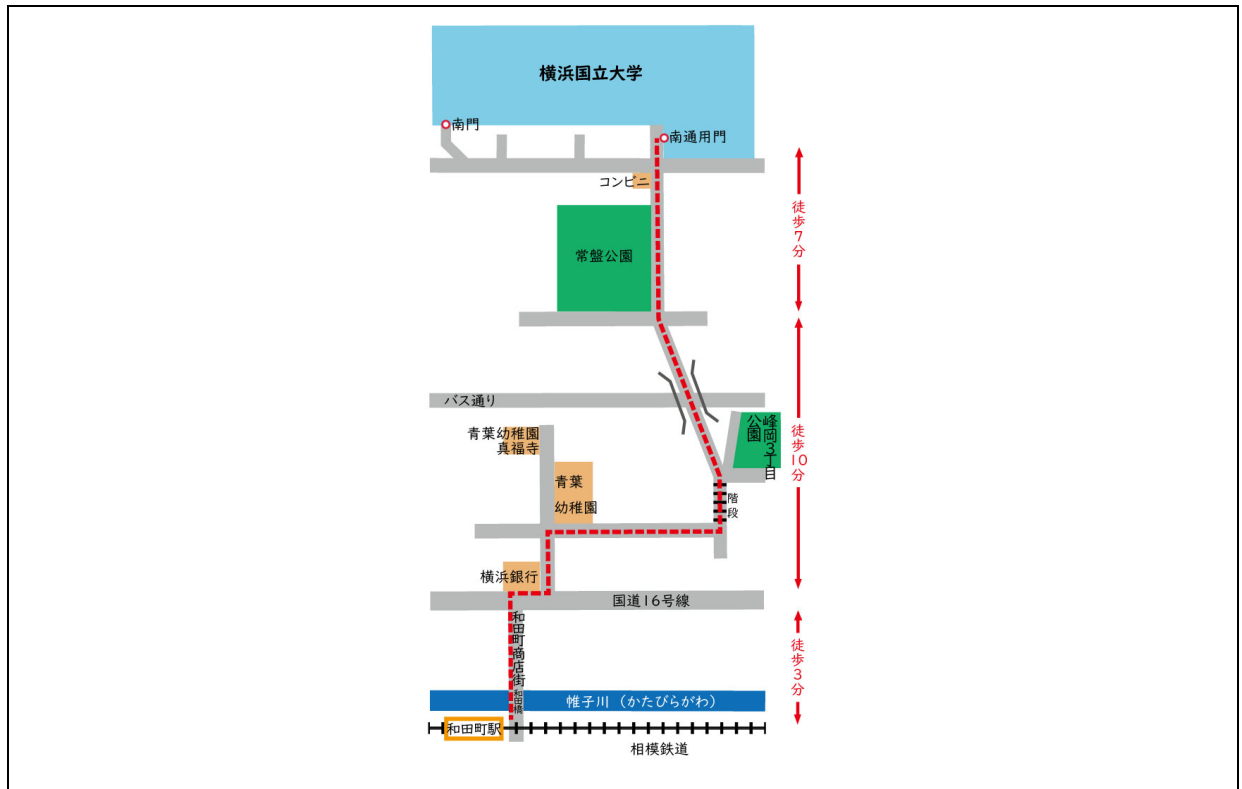 横浜国立大学
南門
南通用門
コンビニ
徒歩7分
常盤公園
バス通り
峰岡3丁目
公園
青葉幼稚園
真福寺
徒歩10分
青葉
幼稚園
階段
横浜銀行
国道16号線
和田町商店街
徒歩3分
和田橋
帷子川（かたびらがわ）
和田町駅
相模鉄道